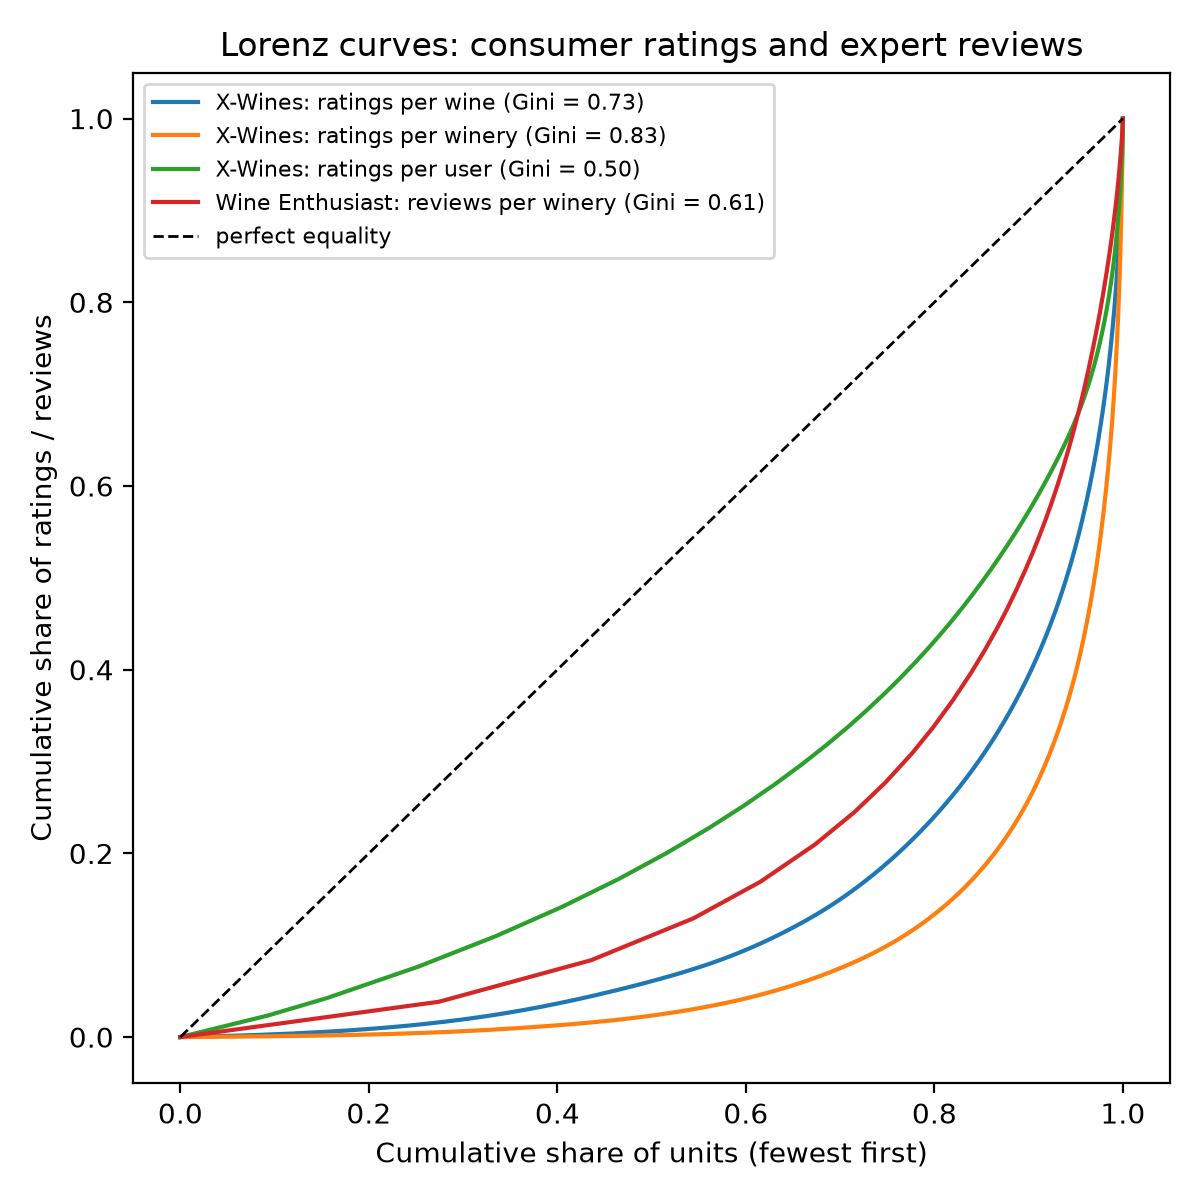 Lorenz curves: consumer ratings and expert reviews
X-Wines: ratings per wine (Gini = 0.73)
X-Wines: ratings per winery (Gini = 0.83)
X-Wines: ratings per user (Gini = 0.50)
Wine Enthusiast: reviews per winery (Gini = 0.61)
perfect equality
Cumulative share of ratings / reviews
1.0
0.8
0.6
0.4
0.2
0.0
0.0 0.2 0.4 0.6 0.8 1.0
Cumulative share of units (fewest first)